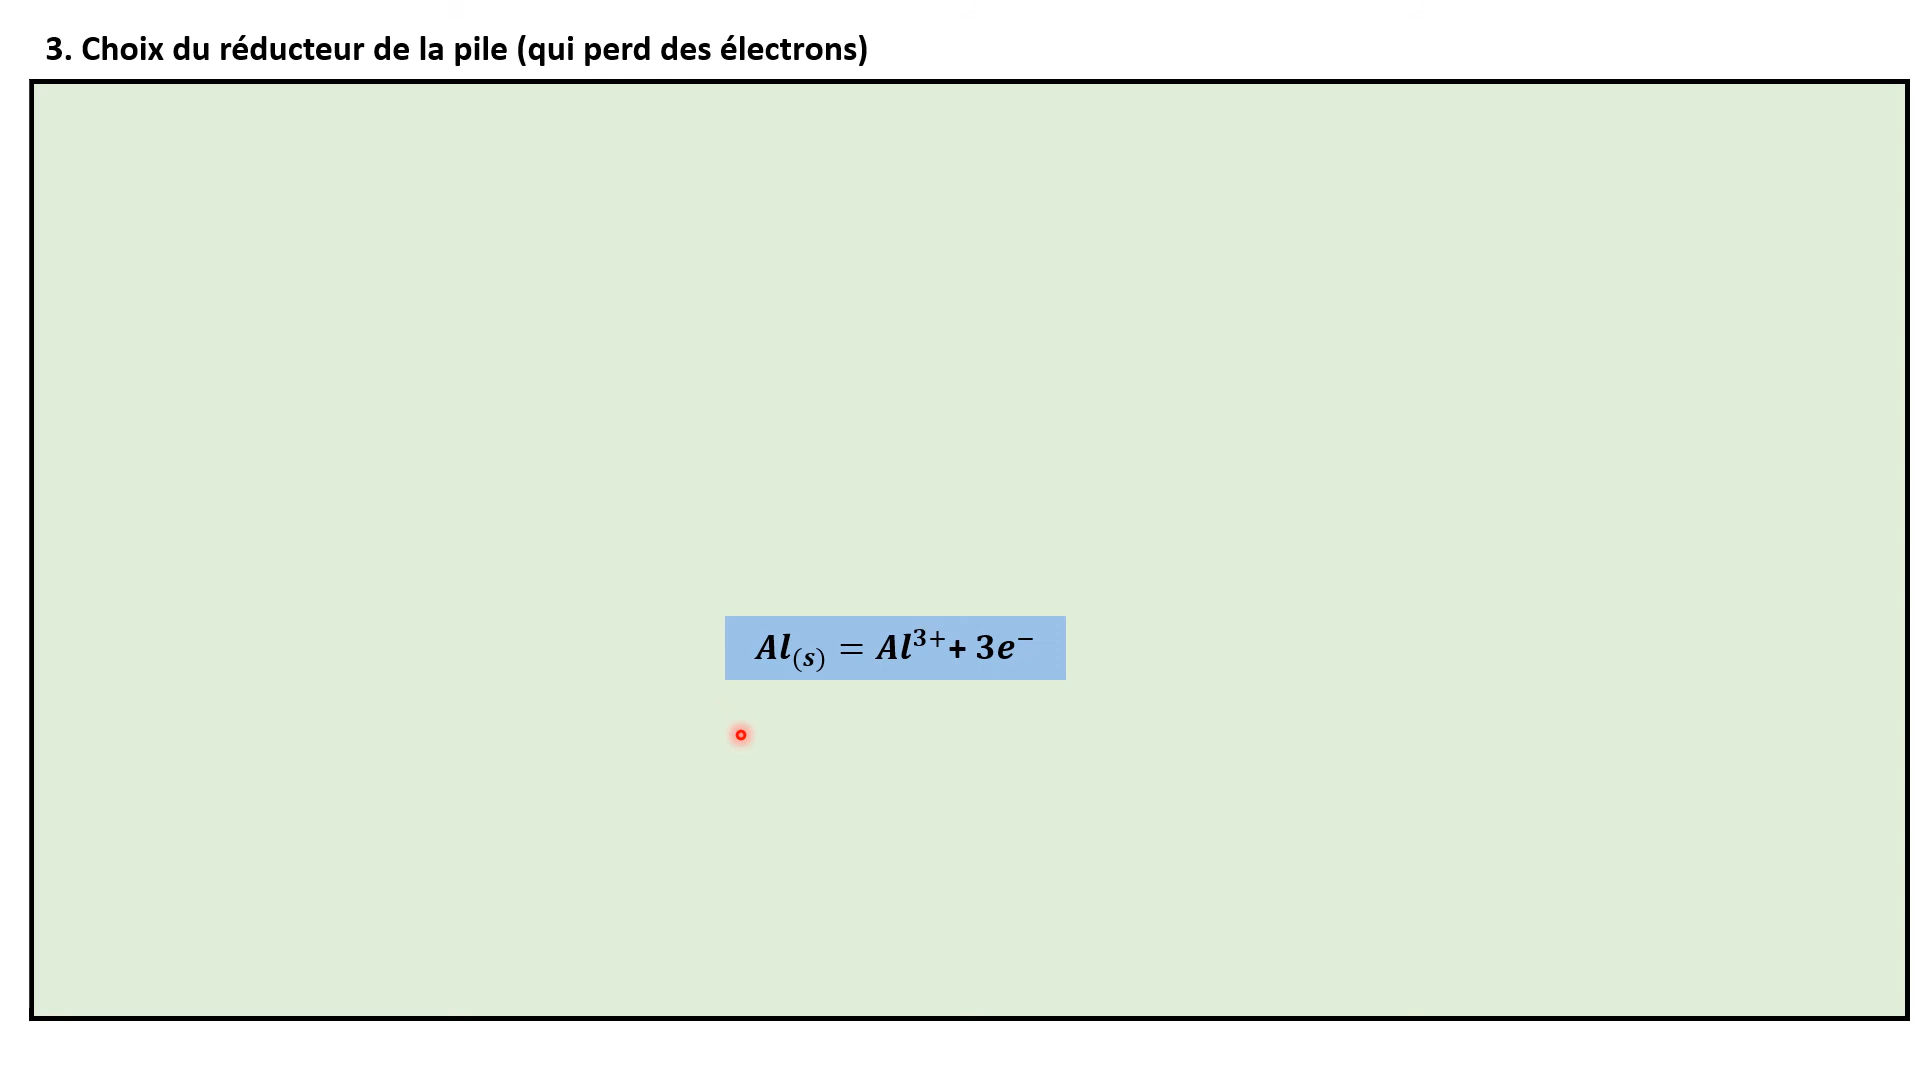 3. Choix du réducteur de la pile (qui perd des électrons)
Al₍s₎ = Al³⁺+ 3e⁻